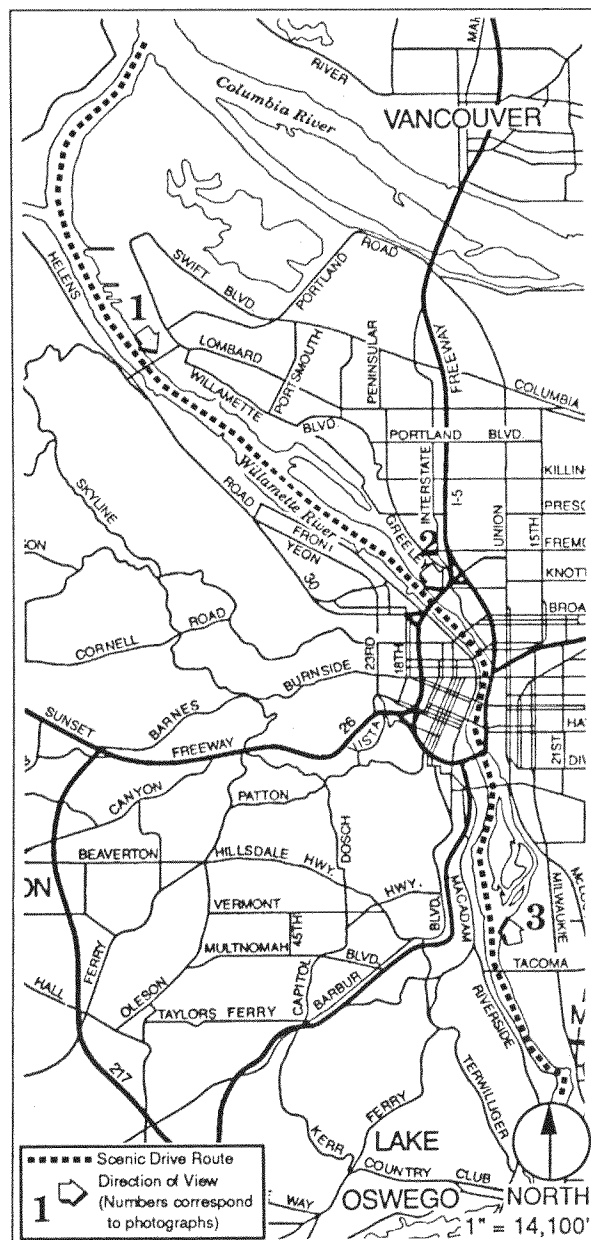 RIVER
Columbia River
VANCOUVER
HELENS
SWIFT BLVD.
PORTLAND ROAD
1
LOMBARD
PORTSMOUTH
PENINSULAR
FREEWAY
COLUMBIA
WILLAMETTE BLVD.
PORTLAND BLVD.
Willamette River
ROAD
SKYLINE
FRONT
YEON
30
GREELEY
INTERSTATE
I-5
UNION
15TH
KILLIN
PRESC
FREMO
KNOTT
BROA
2
CORNELL
ROAD
BURNSIDE
23RD
18TH
SUNSET
BARNES
FREEWAY
26
VISTA
HA
21ST
DIV
CANYON
PATTON
DOSCH
BEAVERTON
HILLSDALE HWY.
ON
VERMONT
HWY.
BLVD.
MACADAM
MILWAUKIE
McLOU
45TH
MULTNOMAH
BLVD.
3
FERRY
OLESON
CAPITOL
BARBUR
TACOMA
HALL
TAYLORS FERRY
RIVERSIDE
M
217
TERWILLIGER
FERRY
KERR
LAKE
COUNTRY CLUB
OSWEGO
WAY
NORTH
1" = 14,100'
Scenic Drive Route
1
Direction of View
(Numbers correspond
to photographs)